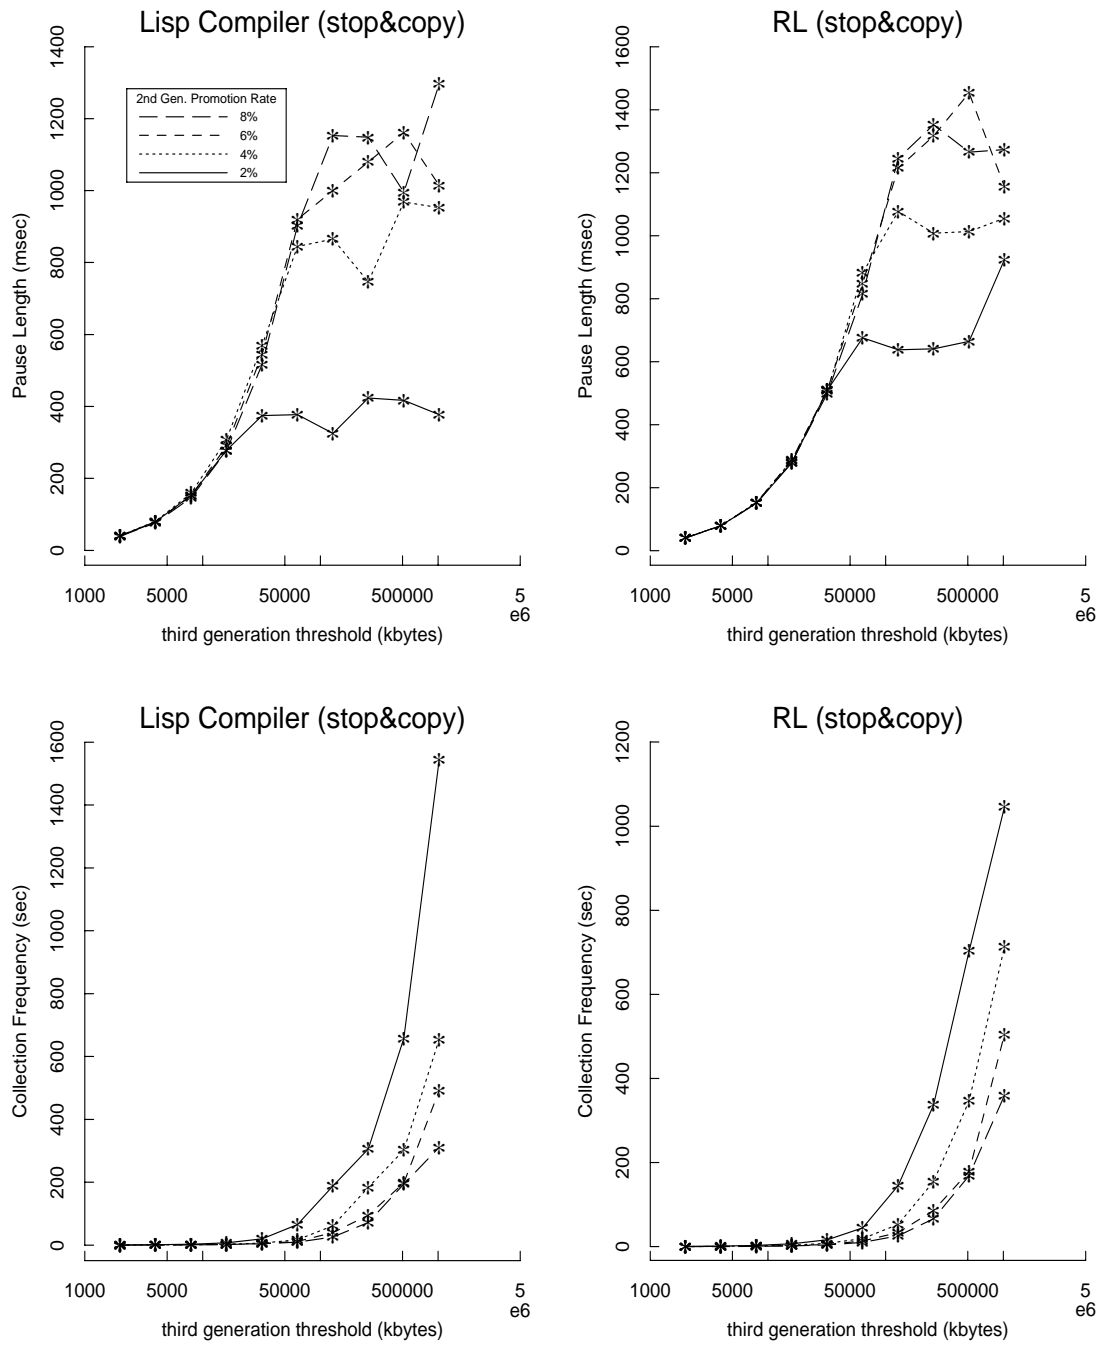 Lisp Compiler (stop&copy)
Pause Length (msec)
0 200 400 600 800 1000 1200 1400
2nd Gen. Promotion Rate
8%
6%
4%
2%
1000 5000 50000 500000 5
e6
third generation threshold (kbytes)
RL (stop&copy)
Pause Length (msec)
0 200 400 600 800 1000 1200 1400 1600
1000 5000 50000 500000 5
e6
third generation threshold (kbytes)
Lisp Compiler (stop&copy)
Collection Frequency (sec)
0 200 400 600 800 1000 1200 1400 1600
1000 5000 50000 500000 5
e6
third generation threshold (kbytes)
RL (stop&copy)
Collection Frequency (sec)
0 200 400 600 800 1000 1200
1000 5000 50000 500000 5
e6
third generation threshold (kbytes)